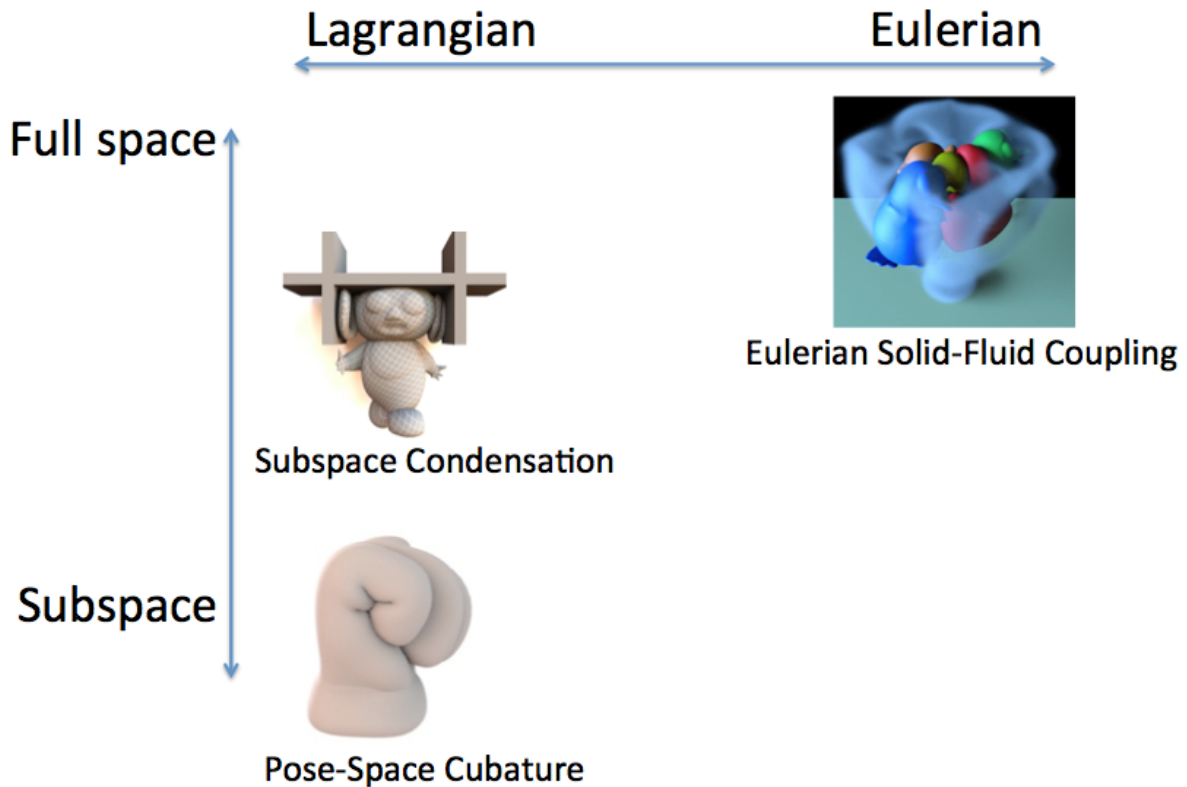 Lagrangian
Eulerian
Full space
Eulerian Solid-Fluid Coupling
Subspace Condensation
Subspace
Pose-Space Cubature